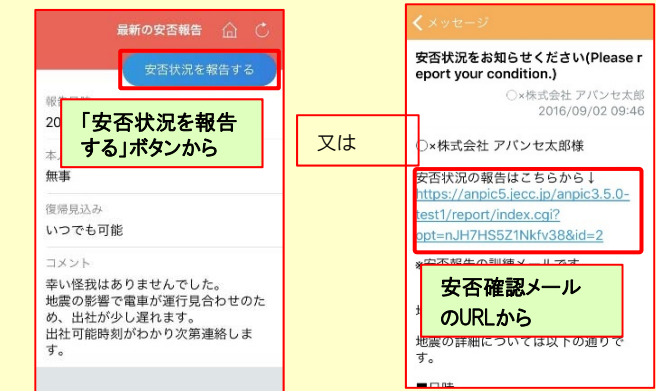 最新の安否報告
安否状況を報告する
「安否状況を報告
する」ボタンから
20
無事
復帰見込み
いつでも可能
コメント
幸い怪我はありませんでした。
地震の影響で電車が運行見合わせのた
め、出社が少し遅れます。
出社可能時刻がわかり次第連絡しま
す。
又は
メッセージ
安否状況をお知らせください(Please r
eport your condition.)
○×株式会社 アバンセ太郎
2016/09/02 09:46
○×株式会社 アバンセ太郎様
安否状況の報告はこちらから↓
https://anpic5.jecc.jp/anpic3.5.0-
test1/report/index.cgi?
opt=nJH7HS5Z1Nkfv38&id=2
※安否報告の訓練メールです
安否確認メール
のURLから
地震の詳細については以下の通りで
す。
■日時